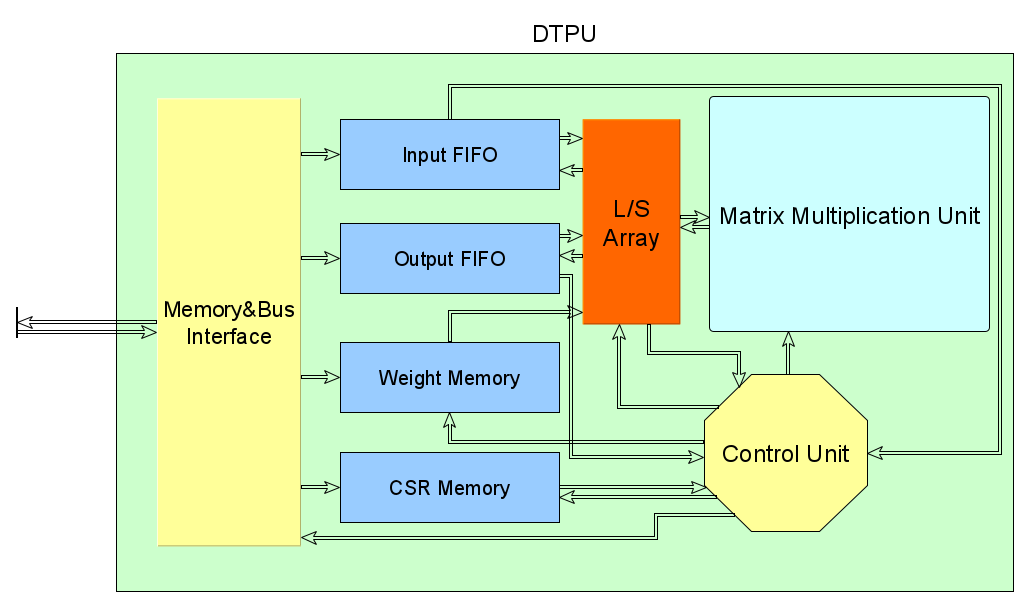 DTPU
Input FIFO
L/S
Array
Matrix Multiplication Unit
Output FIFO
Memory&Bus
Interface
Weight Memory
Control Unit
CSR Memory